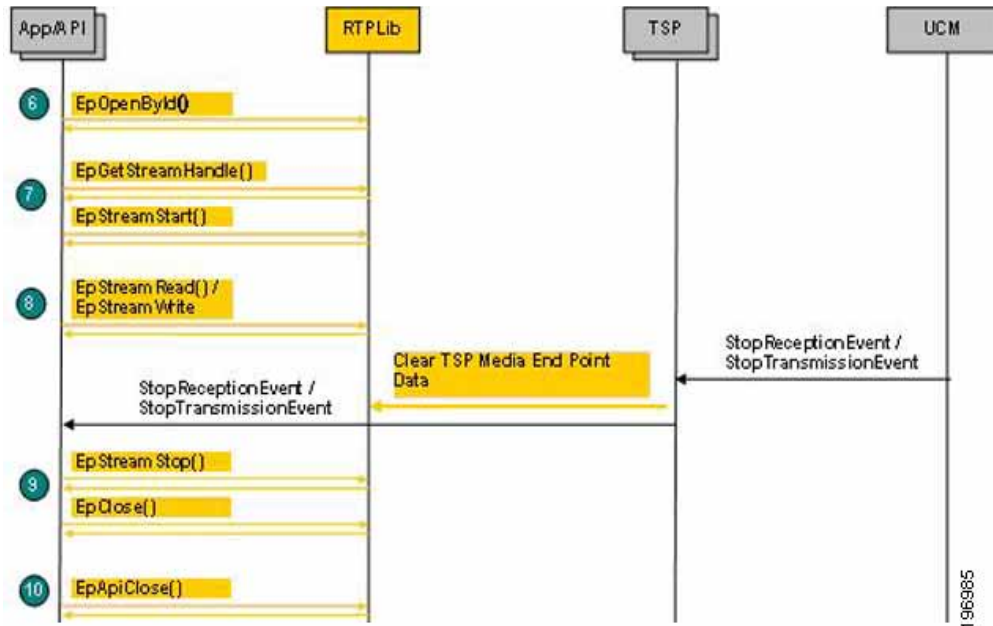 App/API
RTPLib
TSP
UCM
6
EpOpenById()
7
EpGetStreamHandle()
EpStreamStart()
8
EpStreamRead() /
EpStreamWrite
StopReceptionEvent /
StopTransmissionEvent
Clear TSP Media End Point
Data
StopReceptionEvent /
StopTransmissionEvent
9
EpStreamStop()
EpClose()
10
EpApiClose()
196985